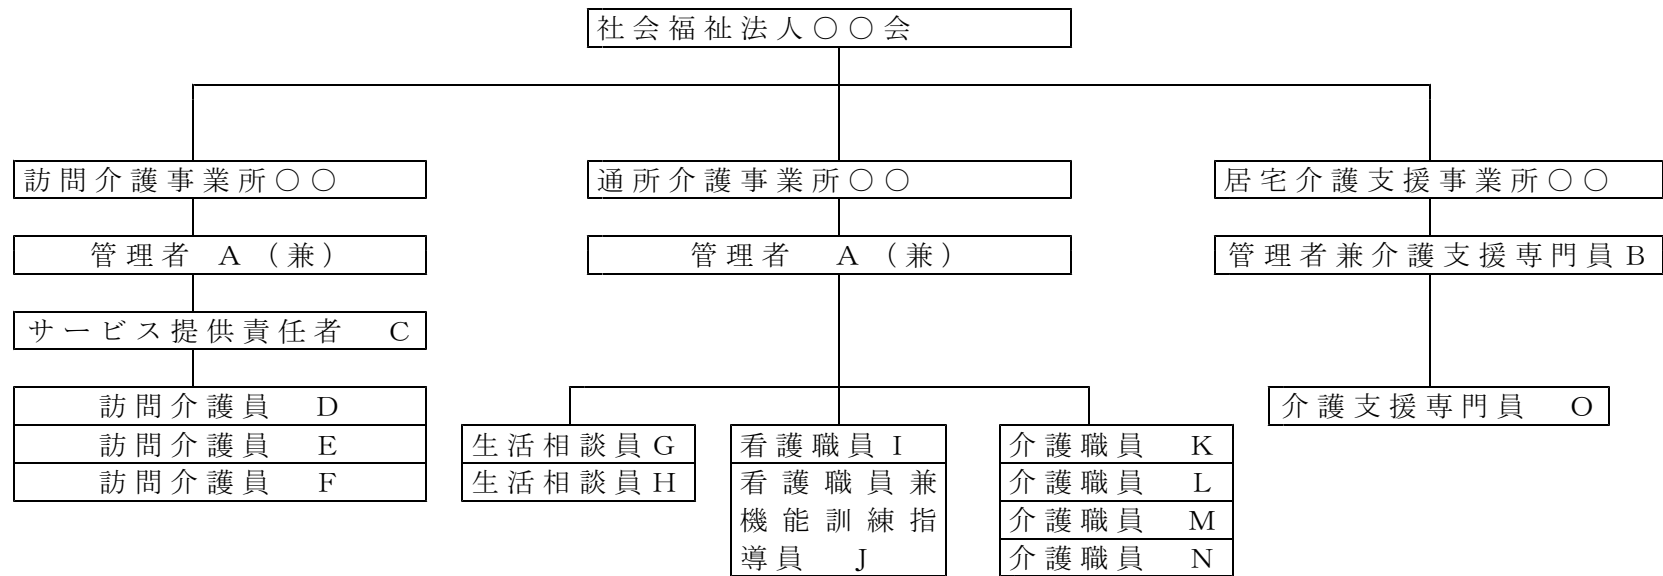 社会福祉法人○○会
訪問介護事業所○○
通所介護事業所○○
居宅介護支援事業所○○
管理者 A (兼)
管理者 A (兼)
管理者兼介護支援専門員B
サービス提供責任者 C
訪問介護員 D
訪問介護員 E
訪問介護員 F
生活相談員G
生活相談員H
看護職員I
看護職員兼
機能訓練指
導員 J
介護職員 K
介護職員 L
介護職員 M
介護職員 N
介護支援専門員 O